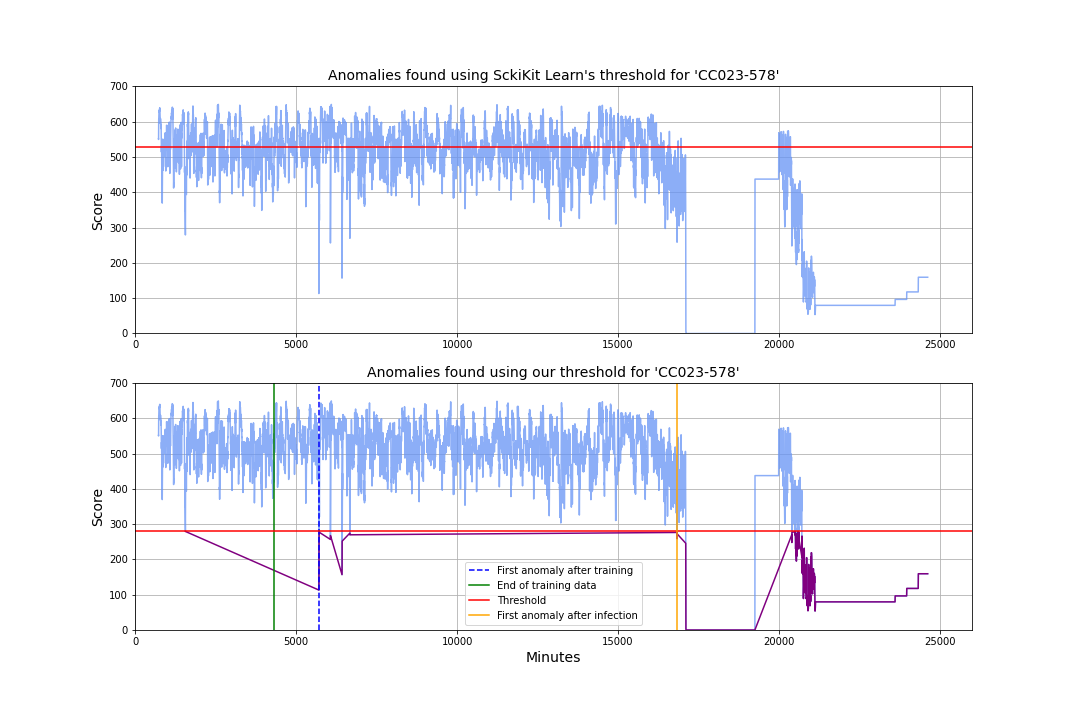 Anomalies found using SckiKit Learn's threshold for 'CC023-578'
700
600
500
400
300
200
100
0
Score
0 5000 10000 15000 20000 25000
Anomalies found using our threshold for 'CC023-578'
700
600
500
400
300
200
100
0
Score
First anomaly after training
End of training data
Threshold
First anomaly after infection
0 5000 10000 15000 20000 25000
Minutes